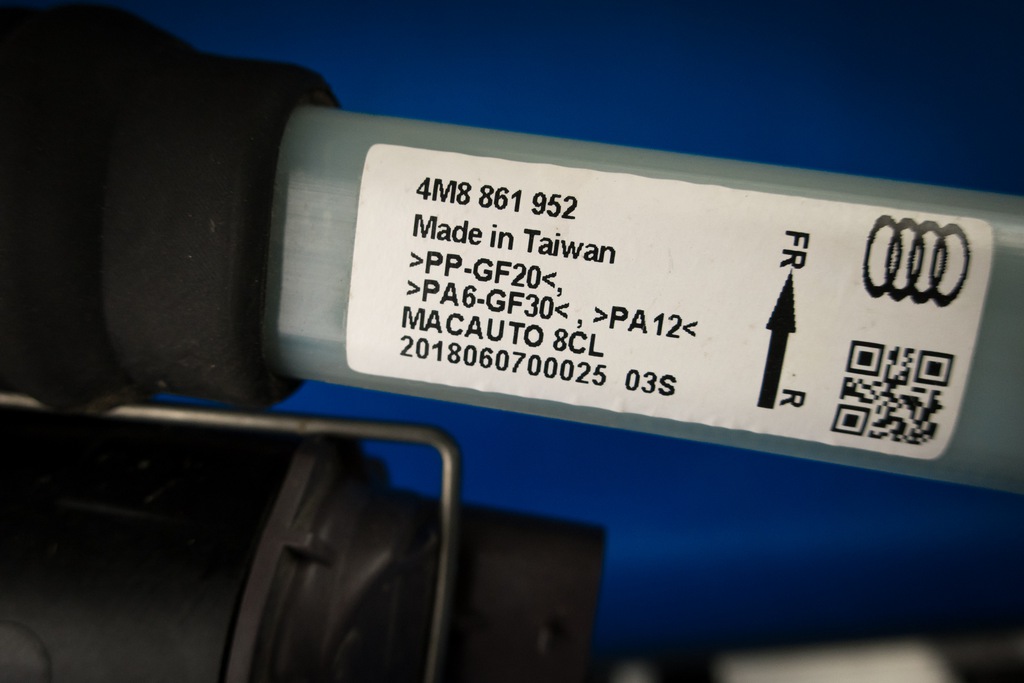 4M8 861 952
Made in Taiwan
>PP-GF20<,
>PA6-GF30< , >PA12<
MACAUTO 8CL
2018060700025 03S
FR
R